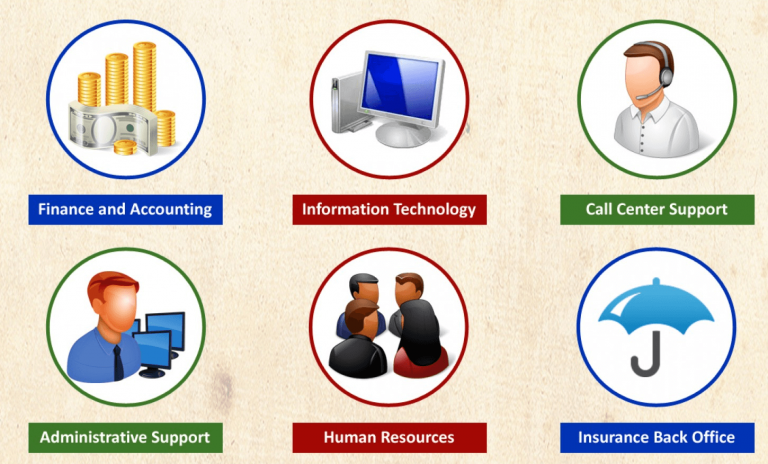 Finance and Accounting
Information Technology
Call Center Support
Administrative Support
Human Resources
Insurance Back Office